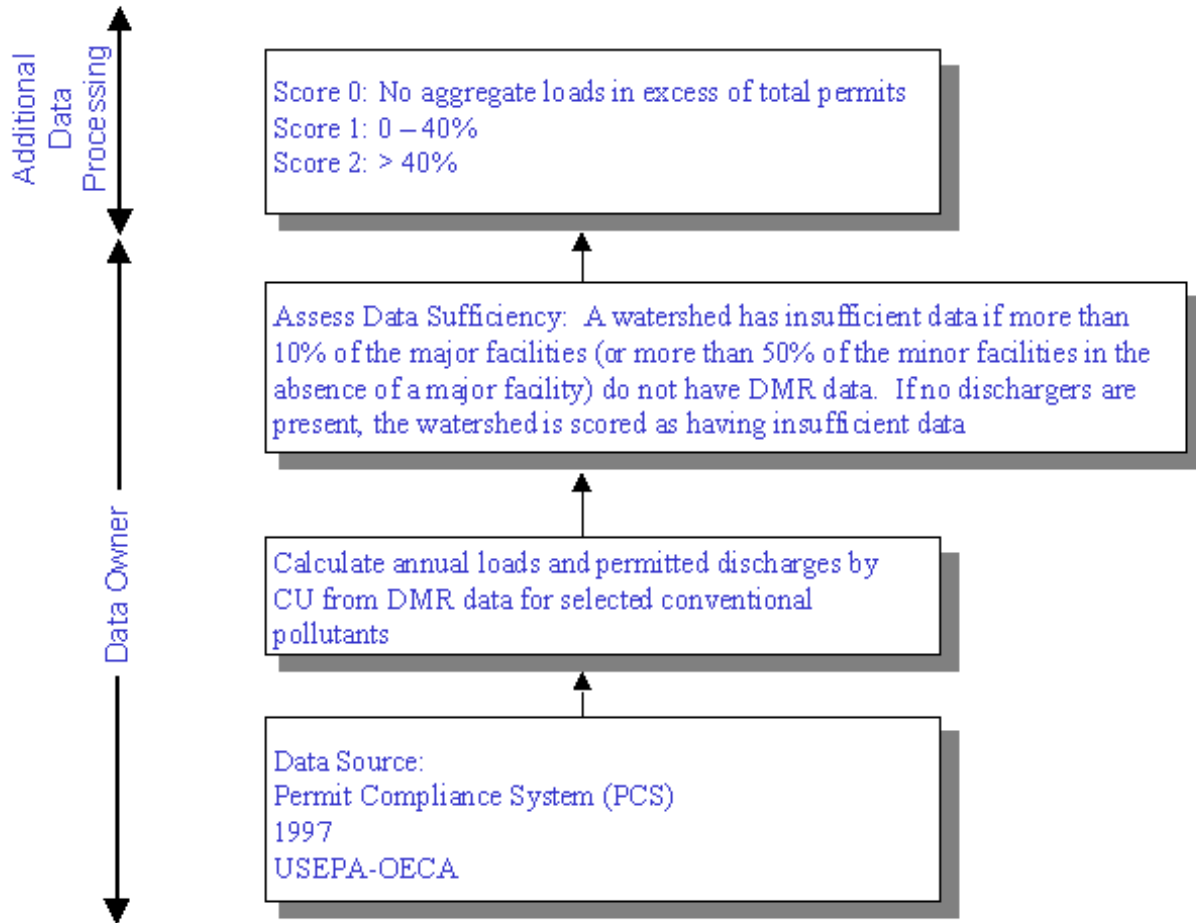 Additional
Data
Processing
Score 0: No aggregate loads in excess of total permits
Score 1: 0 – 40%
Score 2: > 40%
Assess Data Sufficiency: A watershed has insufficient data if more than
10% of the major facilities (or more than 50% of the minor facilities in the
absence of a major facility) do not have DMR data. If no dischargers are
present, the watershed is scored as having insufficient data
Data Owner
Calculate annual loads and permitted discharges by
CU from DMR data for selected conventional
pollutants
Data Source:
Permit Compliance System (PCS)
1997
USEPA-OECA